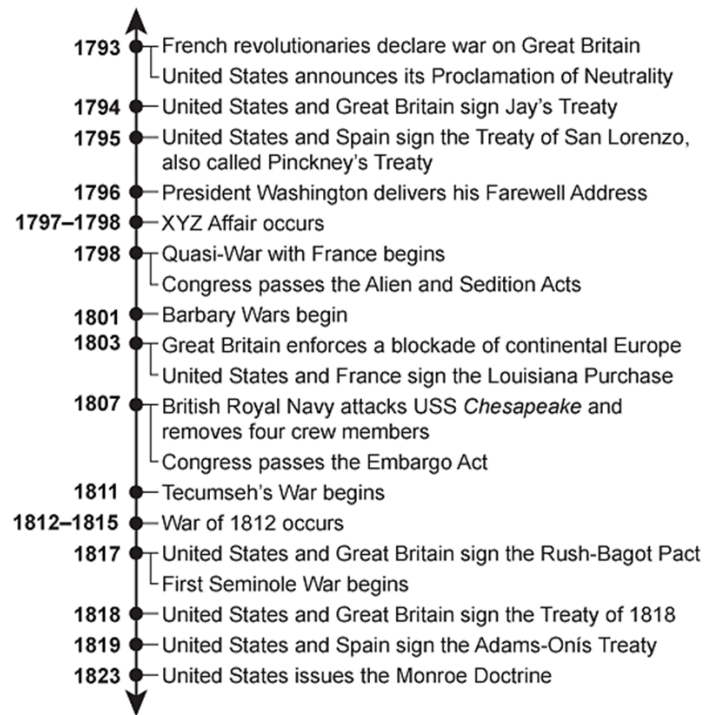 1793 French revolutionaries declare war on Great Britain
United States announces its Proclamation of Neutrality
1794 United States and Great Britain sign Jay's Treaty
1795 United States and Spain sign the Treaty of San Lorenzo,
also called Pinckney's Treaty
1796 President Washington delivers his Farewell Address
1797–1798 XYZ Affair occurs
1798 Quasi-War with France begins
Congress passes the Alien and Sedition Acts
1801 Barbary Wars begin
1803 Great Britain enforces a blockade of continental Europe
United States and France sign the Louisiana Purchase
1807 British Royal Navy attacks USS Chesapeake and
removes four crew members
Congress passes the Embargo Act
1811 Tecumseh's War begins
1812–1815 War of 1812 occurs
1817 United States and Great Britain sign the Rush-Bagot Pact
First Seminole War begins
1818 United States and Great Britain sign the Treaty of 1818
1819 United States and Spain sign the Adams-Onís Treaty
1823 United States issues the Monroe Doctrine